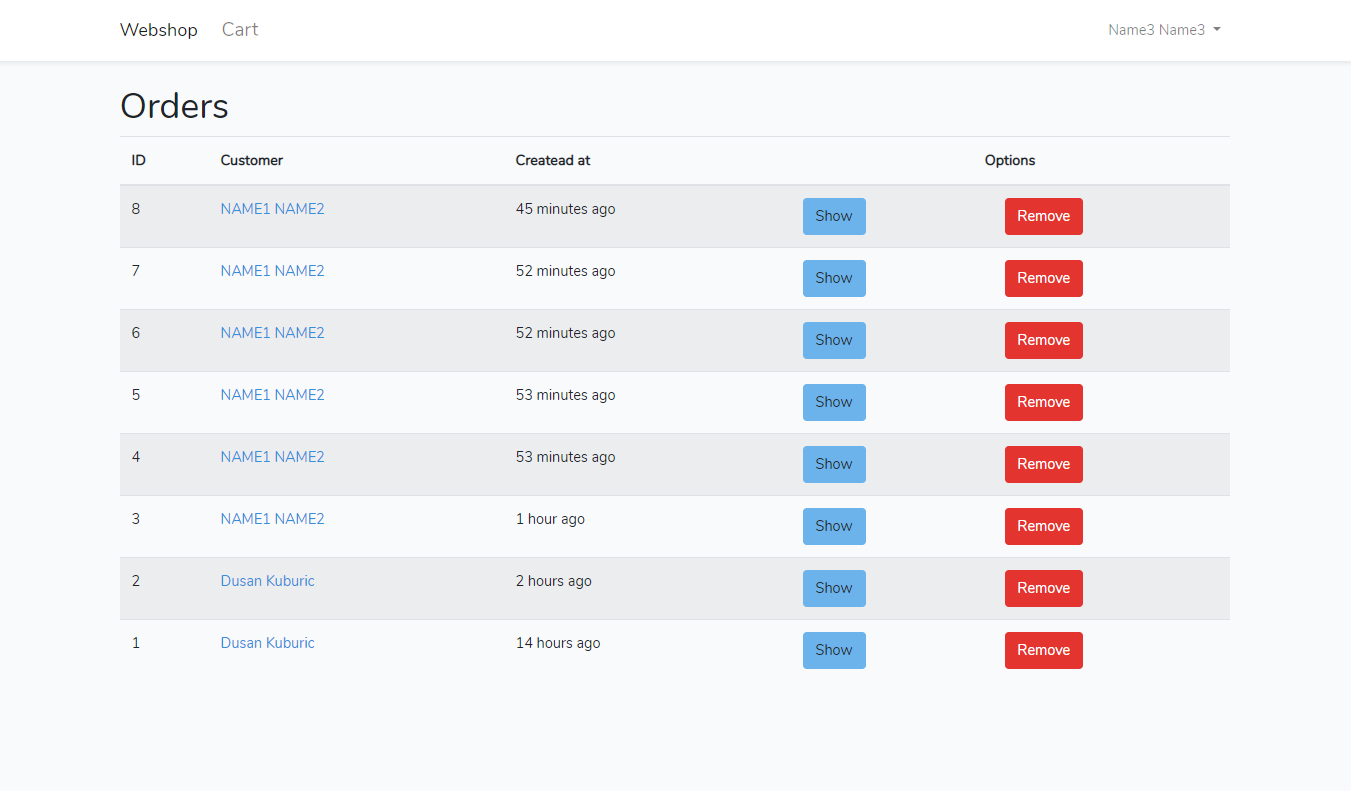 Webshop Cart Name3 Name3
Orders
ID Customer Createad at Options
8 NAME1 NAME2 45 minutes ago Show Remove
7 NAME1 NAME2 52 minutes ago Show Remove
6 NAME1 NAME2 52 minutes ago Show Remove
5 NAME1 NAME2 53 minutes ago Show Remove
4 NAME1 NAME2 53 minutes ago Show Remove
3 NAME1 NAME2 1 hour ago Show Remove
2 Dusan Kuburic 2 hours ago Show Remove
1 Dusan Kuburic 14 hours ago Show Remove